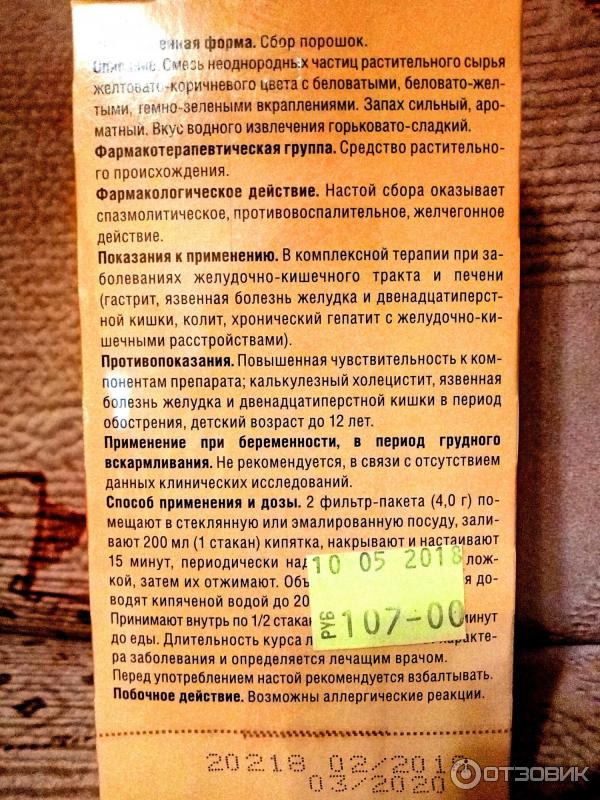 енная форма. Сбор порошок.
Описание. Смесь неоднородных частиц растительного сырья
желтовато-коричневого цвета с беловатыми, беловато-жел-
тыми, темно-зелеными вкраплениями. Запах сильный, аро-
матный. Вкус водного извлечения горьковато-сладкий.
Фармакотерапевтическая группа. Средство растительно-
го происхождения.
Фармакологическое действие. Настой сбора оказывает
спазмолитическое, противовоспалительное, желчегонное
действие.
Показания к применению. В комплексной терапии при за-
болеваниях желудочно-кишечного тракта и печени
(гастрит, язвенная болезнь желудка и двенадцатиперст-
ной кишки, колит, хронический гепатит с желудочно-ки-
шечными расстройствами).
Противопоказания. Повышенная чувствительность к ком-
понентам препарата; калькулезный холецистит, язвенная
болезнь желудка и двенадцатиперстной кишки в период
обострения, детский возраст до 12 лет.
Применение при беременности, в период грудного
вскармливания. Не рекомендуется, в связи с отсутствием
данных клинических исследований.
Способ применения и дозы. 2 фильтр-пакета (4,0 г) по-
мещают в стеклянную или эмалированную посуду, зали-
вают 200 мл (1 стакан) кипятка, накрывают и настаивают
15 минут, периодически над лож-
кой, затем их отжимают. Объ я до-
водят кипяченой водой до 20
Принимают внутрь по 1/2 стака минут
до еды. Длительность курса л характе-
ра заболевания и определяется лечащим врачом.
Перед употреблением настой рекомендуется взбалтывать.
Побочное действие. Возможны аллергические реакции.
10 05 2018
РУБ 107-00
20218 02/2018
03/2020
ОТЗОВИК